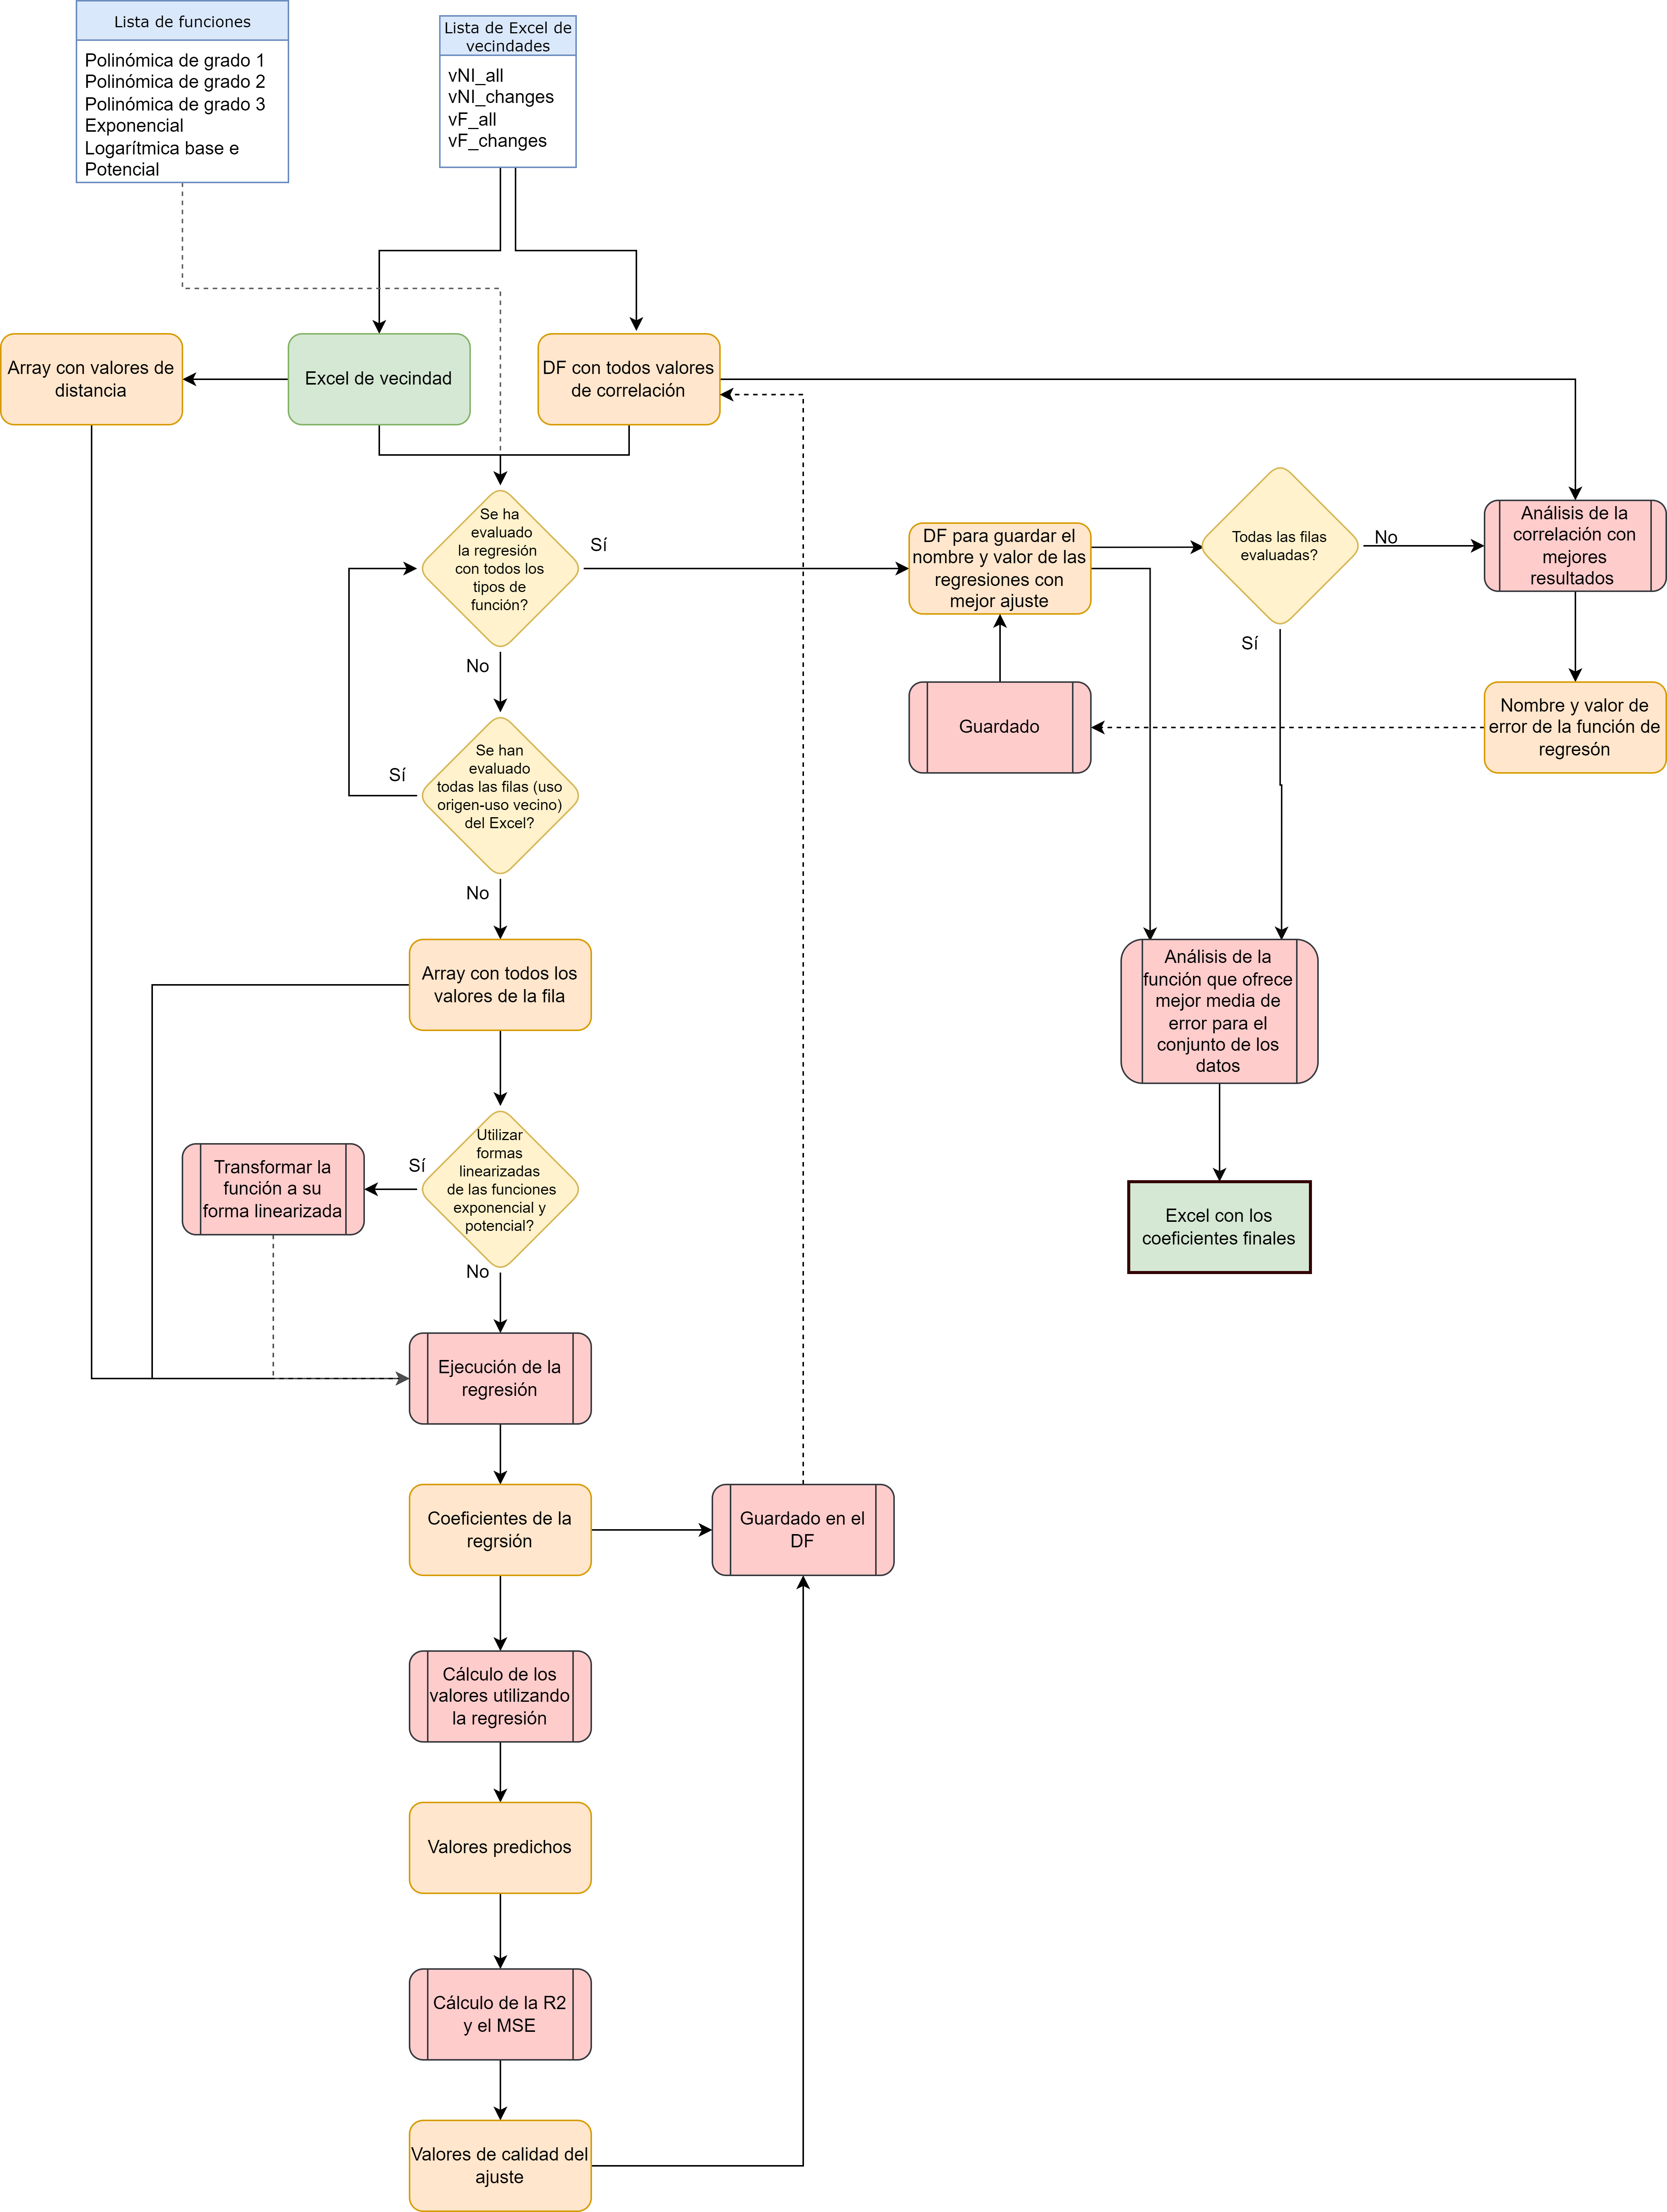 Lista de funciones
Polinómica de grado 1
Polinómica de grado 2
Polinómica de grado 3
Exponencial
Logarítmica base e
Potencial
Lista de Excel de
vecindades
vNI_all
vNI_changes
vF_all
vF_changes
Array con valores de
distancia
Excel de vecindad
DF con todos valores
de correlación
Se ha
evaluado
la regresión
con todos los
tipos de
función?
Sí
No
DF para guardar el
nombre y valor de las
regresiones con
mejor ajuste
Todas las filas
evaluadas?
No
Sí
Análisis de la
correlación con
mejores
resultados
Guardado
Nombre y valor de
error de la función de
regresón
Se han
evaluado
todas las filas (uso
origen-uso vecino)
del Excel?
Sí
No
Array con todos los
valores de la fila
Análisis de la
función que ofrece
mejor media de
error para el
conjunto de los
datos
Utilizar
formas
linearizadas
de las funciones
exponencial y
potencial?
Sí
No
Transformar la
función a su
forma linearizada
Excel con los
coeficientes finales
Ejecución de la
regresión
Coeficientes de la
regrsión
Guardado en el
DF
Cálculo de los
valores utilizando
la regresión
Valores predichos
Cálculo de la R2
y el MSE
Valores de calidad del
ajuste